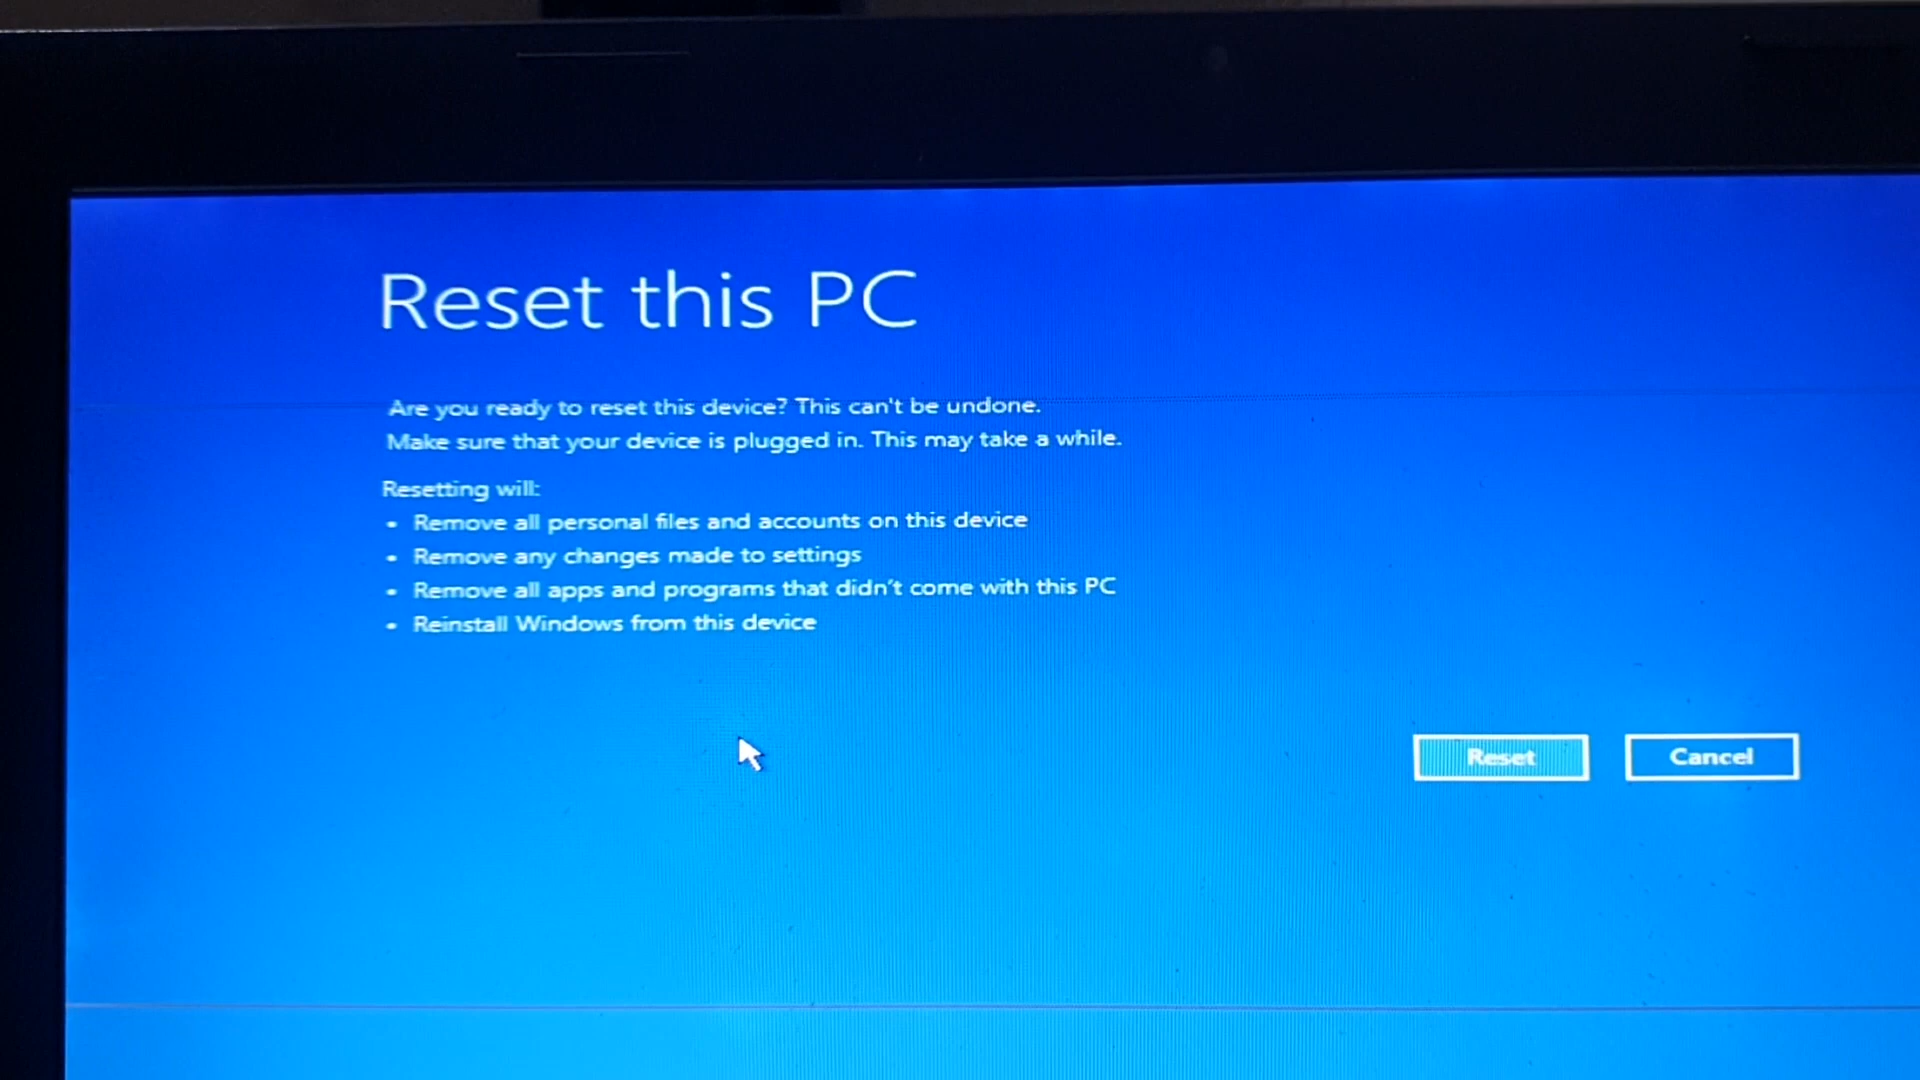 Reset this PC
Are you ready to reset this device? This can't be undone.
Make sure that your device is plugged in. This may take a while.
Resetting will:
• Remove all personal files and accounts on this device
• Remove any changes made to settings
• Remove all apps and programs that didn't come with this PC
• Reinstall Windows from this device
Reset Cancel